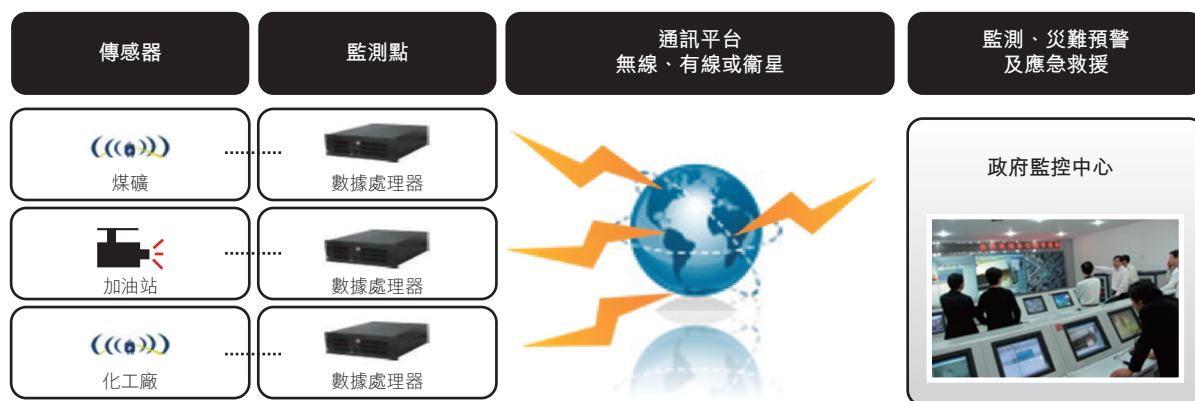 傳感器
監測點
通訊平台
無線、有線或衞星
監測、災難預警
及應急救援
煤礦
數據處理器
政府監控中心
加油站
數據處理器
化工廠
數據處理器